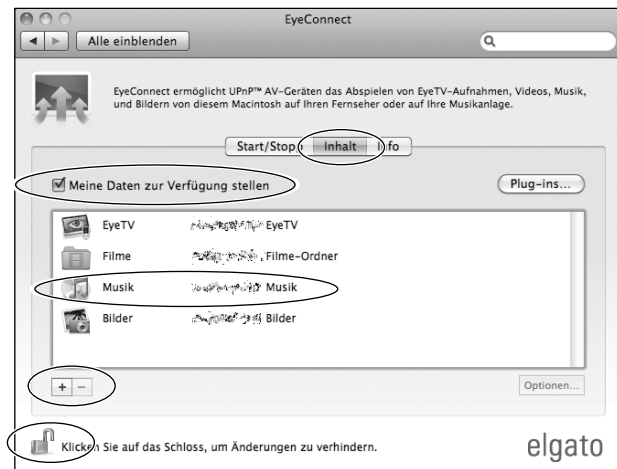 EyeConnect
Alle einblenden
EyeConnect ermöglicht UPnP™ AV-Geräten das Abspielen von EyeTV-Aufnahmen, Videos, Musik,
und Bildern von diesem Macintosh auf Ihren Fernseher oder auf Ihre Musikanlage.
Start/Stopp Inhalt Info
Meine Daten zur Verfügung stellen Plug-ins...
EyeTV EyeTV
Filme Filme-Ordner
Musik Musik
Bilder Bilder
+ − Optionen...
Klicken Sie auf das Schloss, um Änderungen zu verhindern. elgato